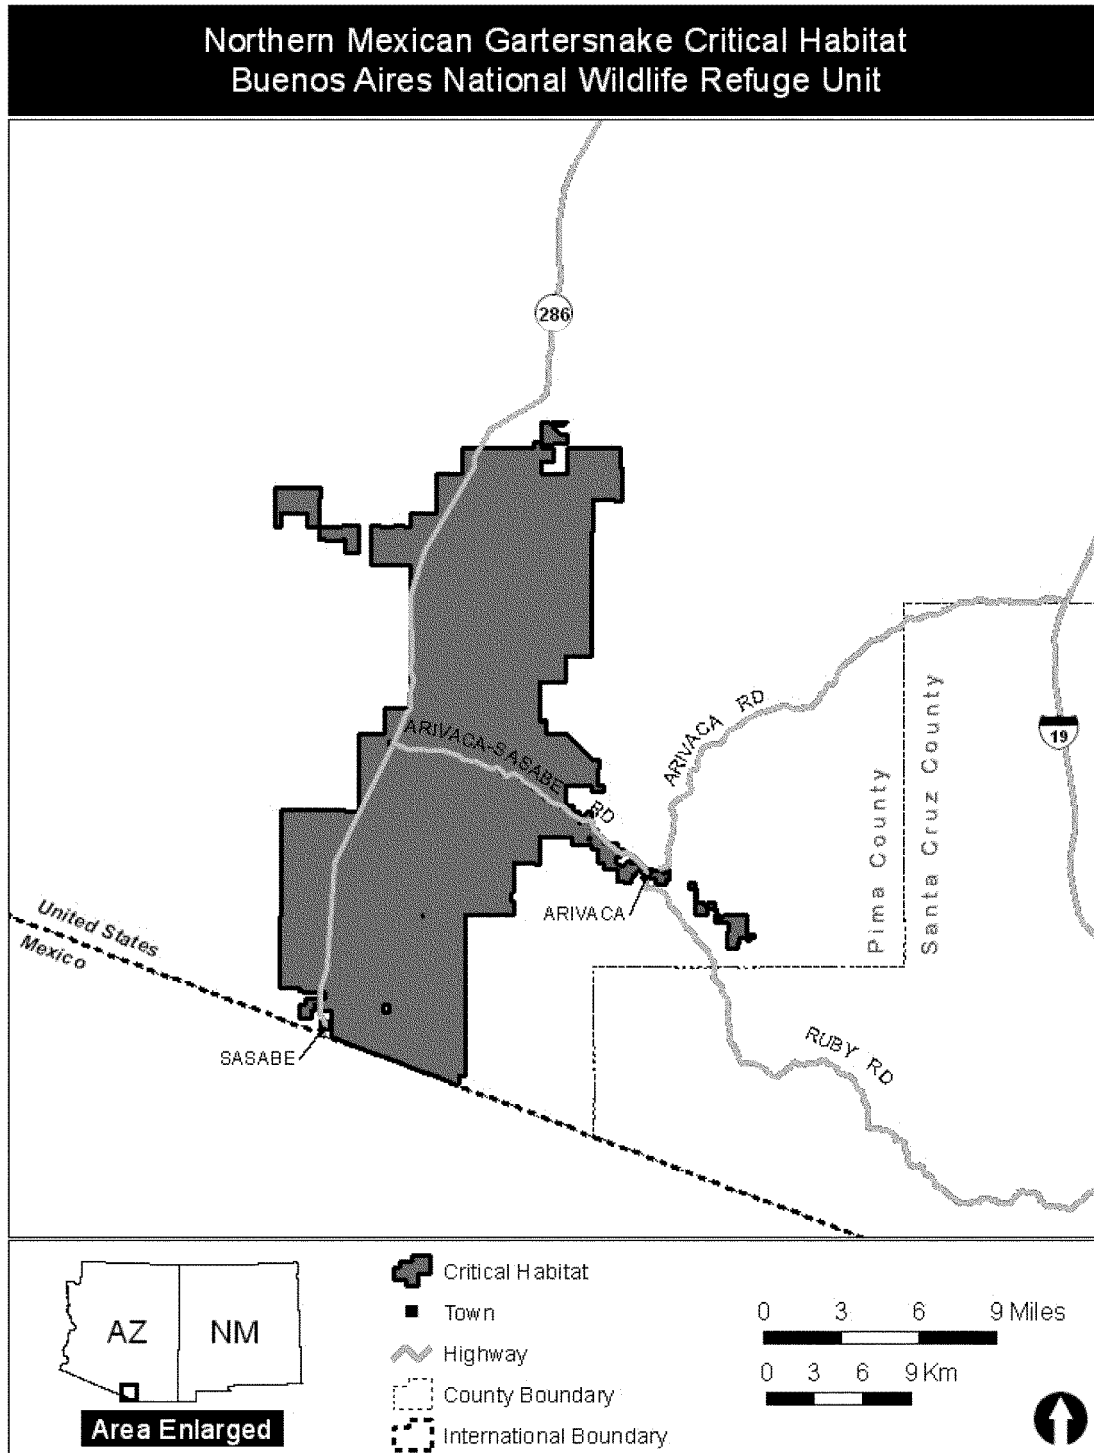 Northern Mexican Gartersnake Critical Habitat
Buenos Aires National Wildlife Refuge Unit
286
ARIVACA-SASABE RD
ARIVACA RD
19
Pima County
Santa Cruz County
ARIVACA
United States
Mexico
SASABE
RUBY RD
AZ
NM
Area Enlarged
Critical Habitat
Town
Highway
County Boundary
International Boundary
0 3 6 9 Miles
0 3 6 9 Km